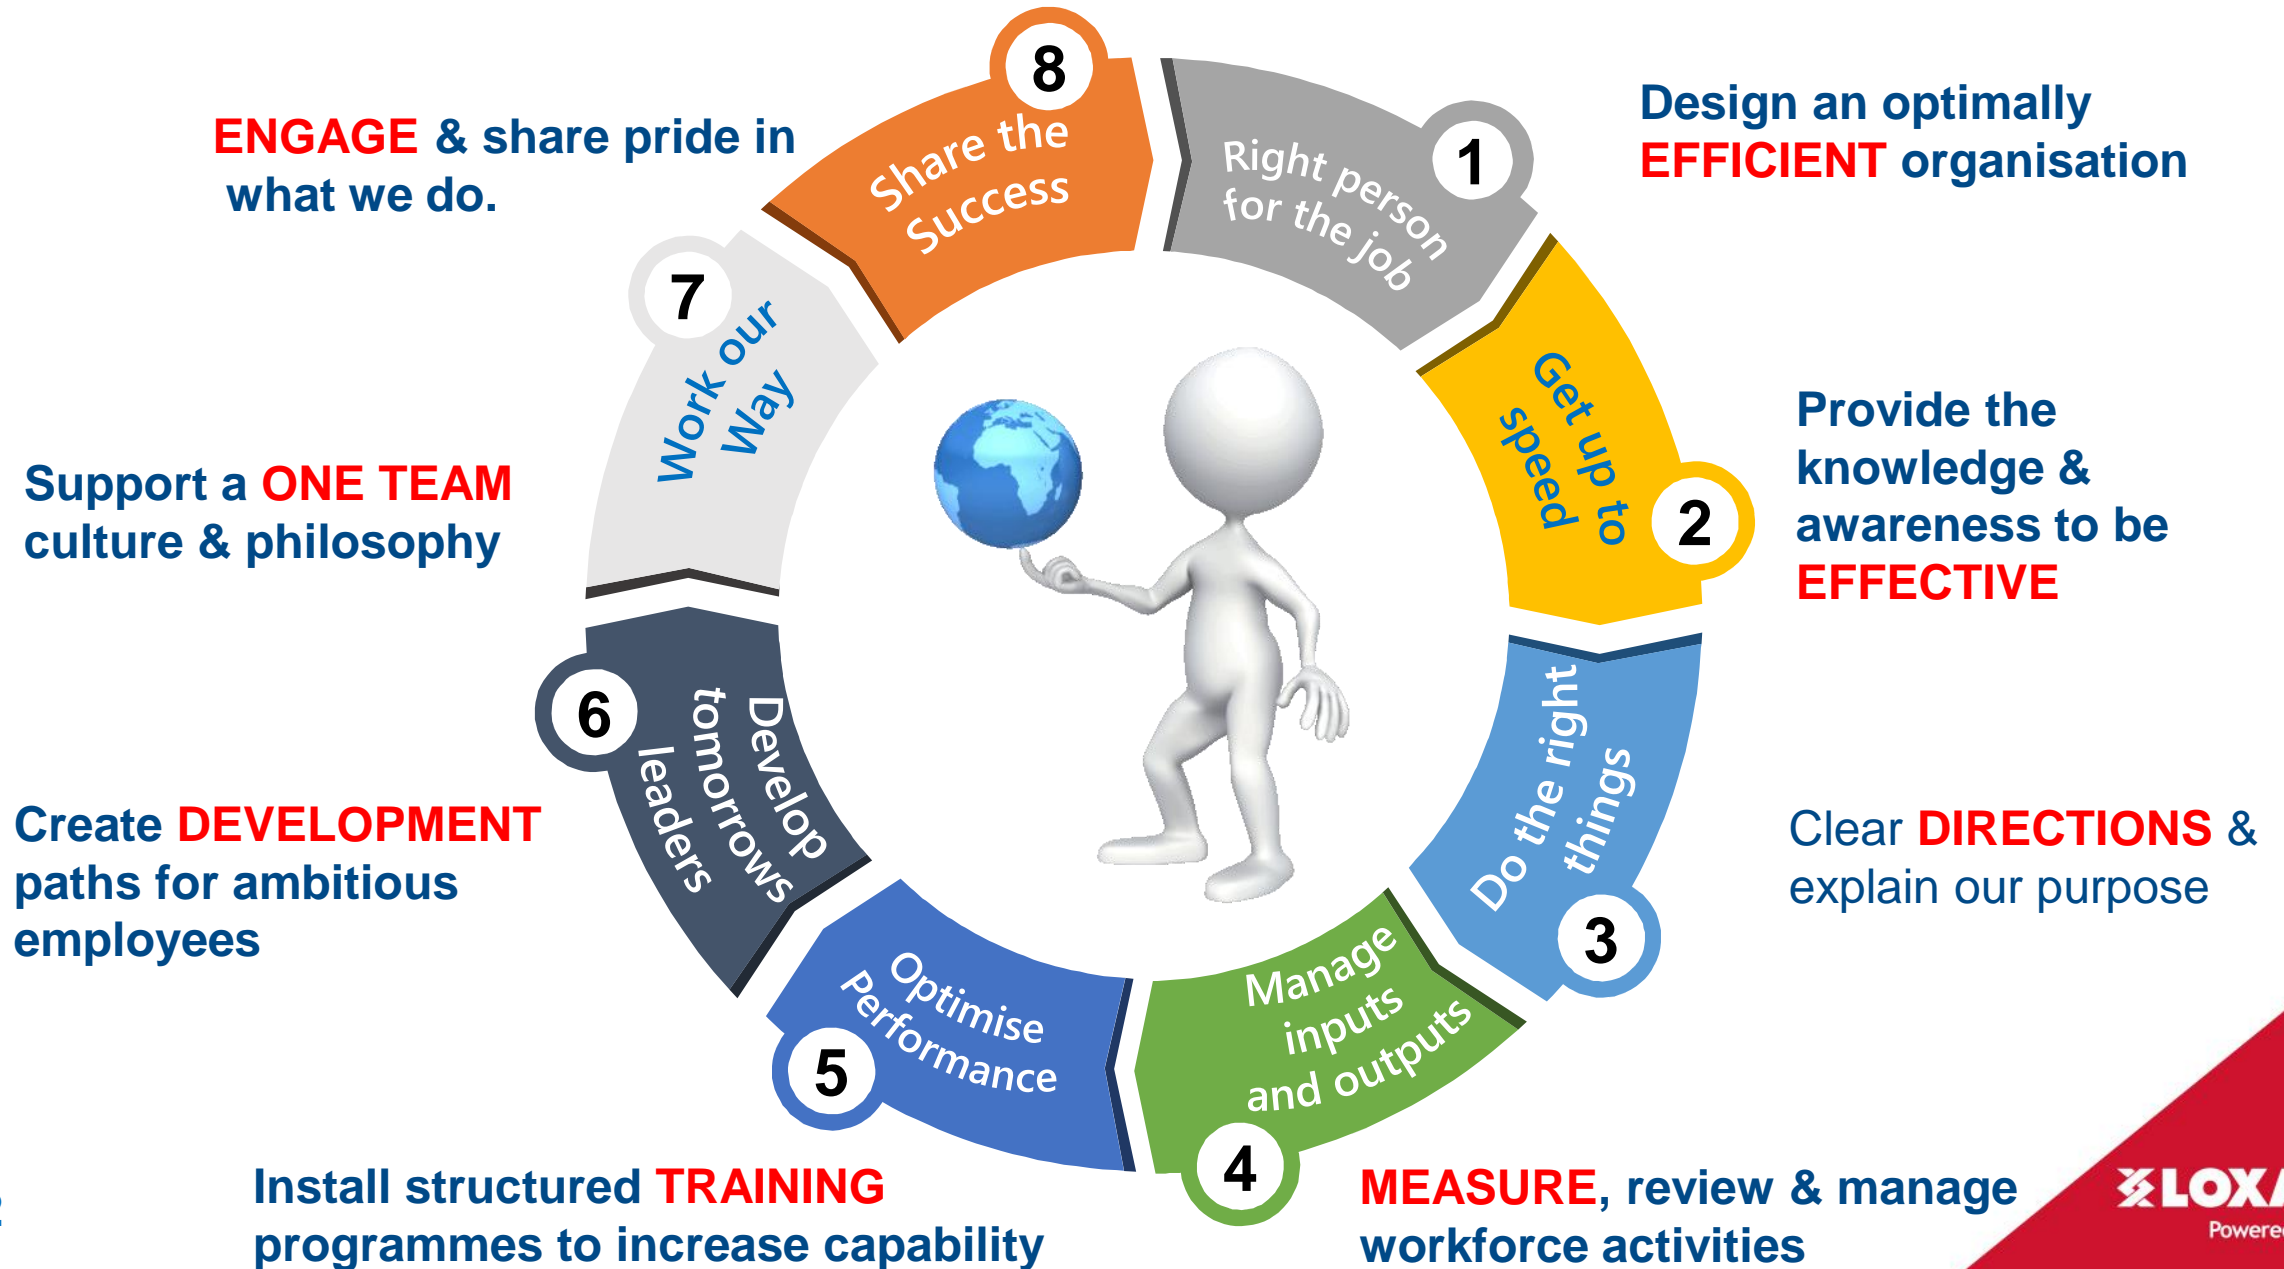 8
Share the
Success
1
Right person
for the job
Design an optimally
EFFICIENT organisation
2
Get up to
speed
Provide the
knowledge &
awareness to be
EFFECTIVE
3
Do the right
things
Clear DIRECTIONS &
explain our purpose
4
Manage
inputs
and outputs
MEASURE, review & manage
workforce activities
5
Optimise
Performance
Install structured TRAINING
programmes to increase capability
6
Develop
tomorrows
leaders
Create DEVELOPMENT
paths for ambitious
employees
7
Work our
Way
Support a ONE TEAM
culture & philosophy
ENGAGE & share pride in
what we do.
Powered